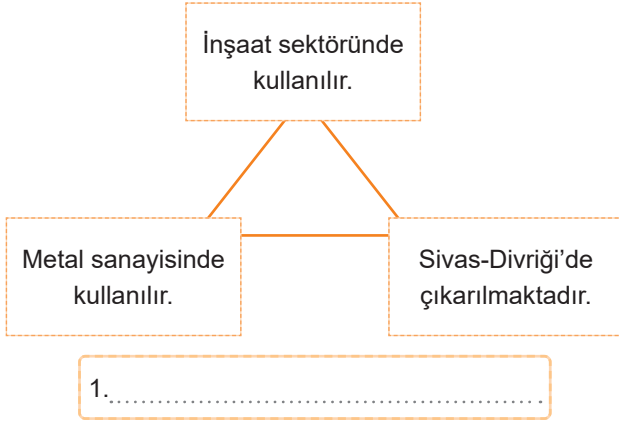 İnşaat sektöründe
kullanılır.
Metal sanayisinde
kullanılır.
Sivas-Divriği’de
çıkarılmaktadır.
1.